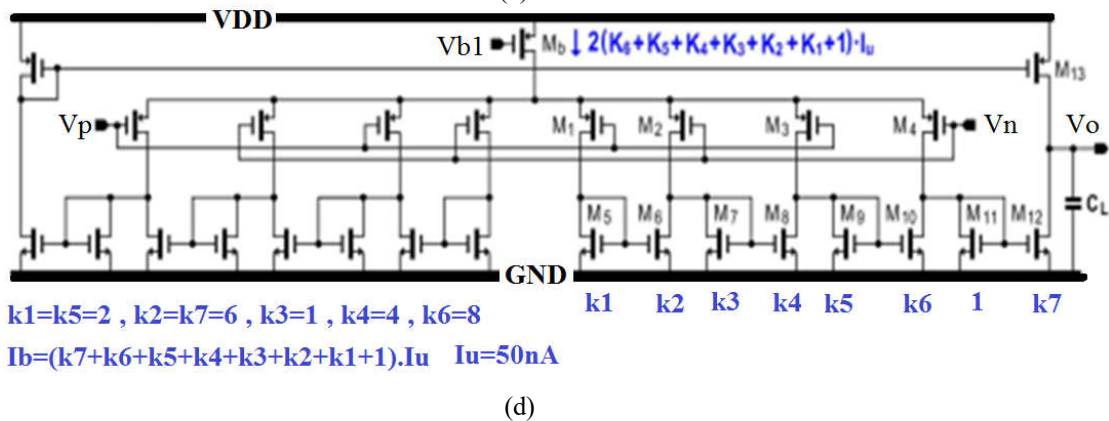 VDD
Vb1 Mb ↓ 2(K6+K5+K4+K3+K2+K1+1)·Iu
M13
Vp M1 M2 M3 M4 Vn Vo
M5 M6 M7 M8 M9 M10 M11 M12 CL
GND
k1 k2 k3 k4 k5 k6 1 k7
k1=k5=2 , k2=k7=6 , k3=1 , k4=4 , k6=8
Ib=(k7+k6+k5+k4+k3+k2+k1+1).Iu Iu=50nA
(d)